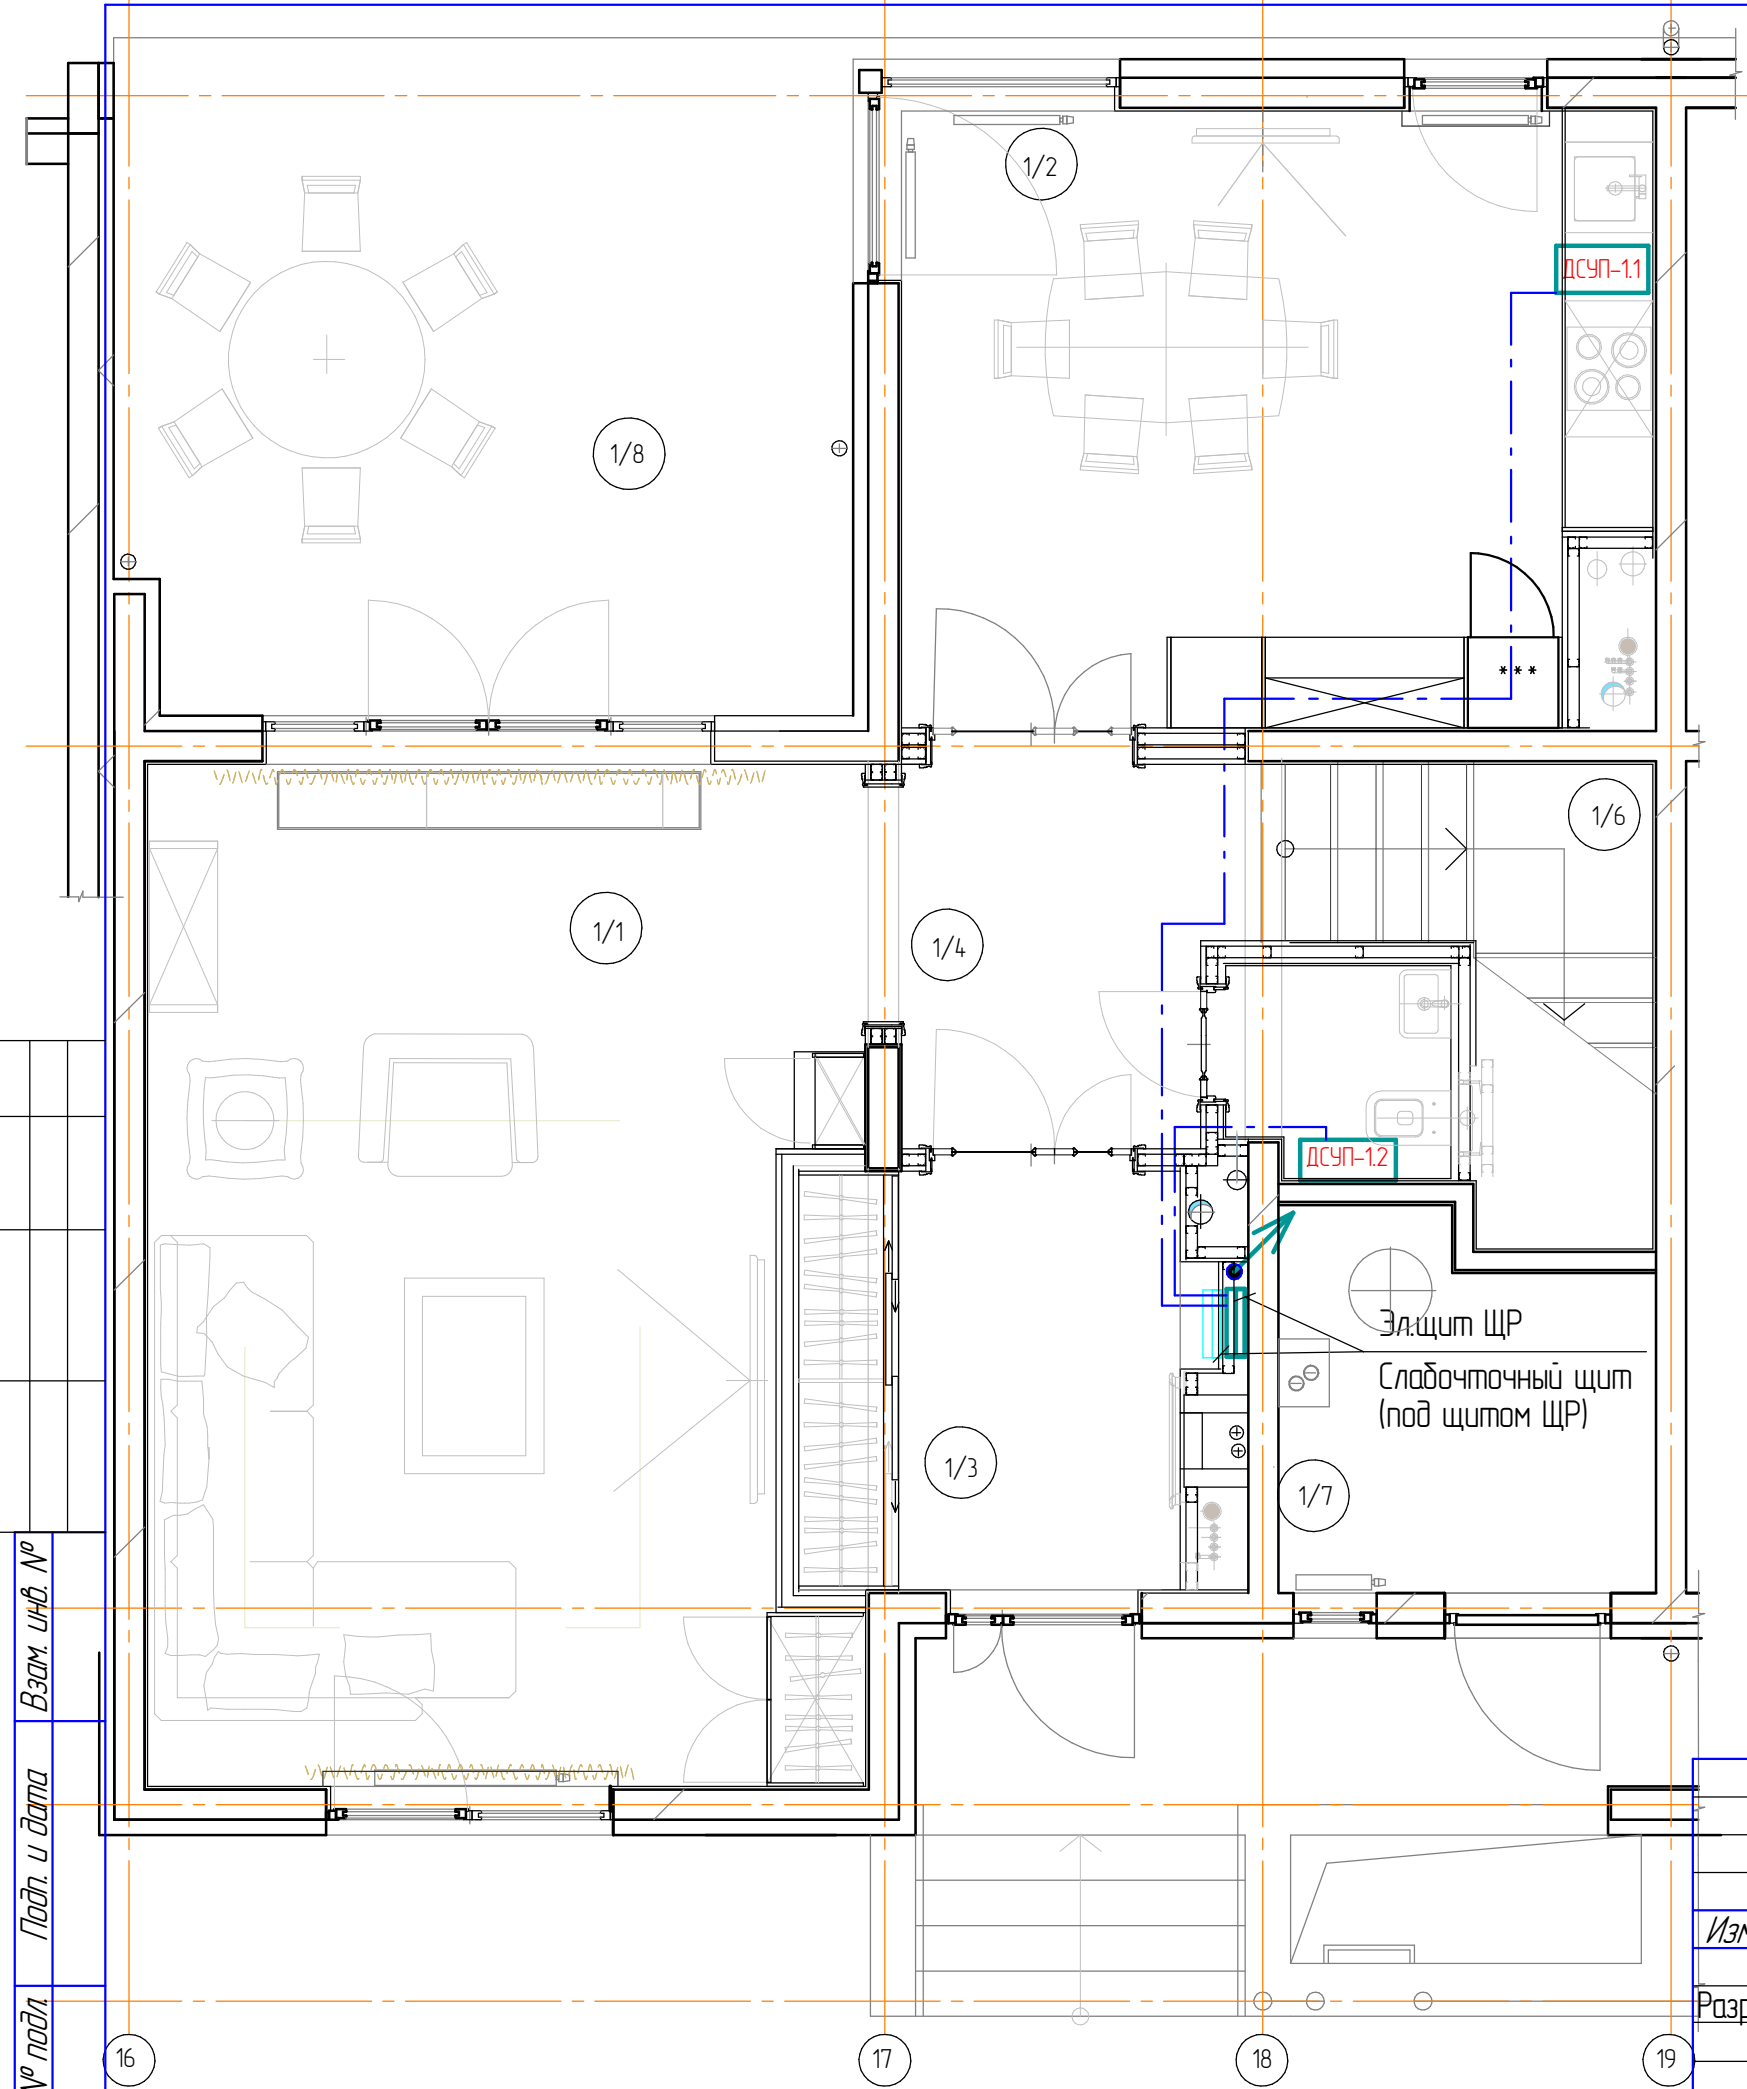 1/2
ДСУП-1.1
1/8
1/6
1/1
1/4
ДСУП-1.2
Эл.щит ЩР
Слабочточный щит
(под щитом ЩР)
1/3
1/7
***
Взам. инв. №
Подп. и дата
№ подл.
Изм
Разр
16
17
18
19